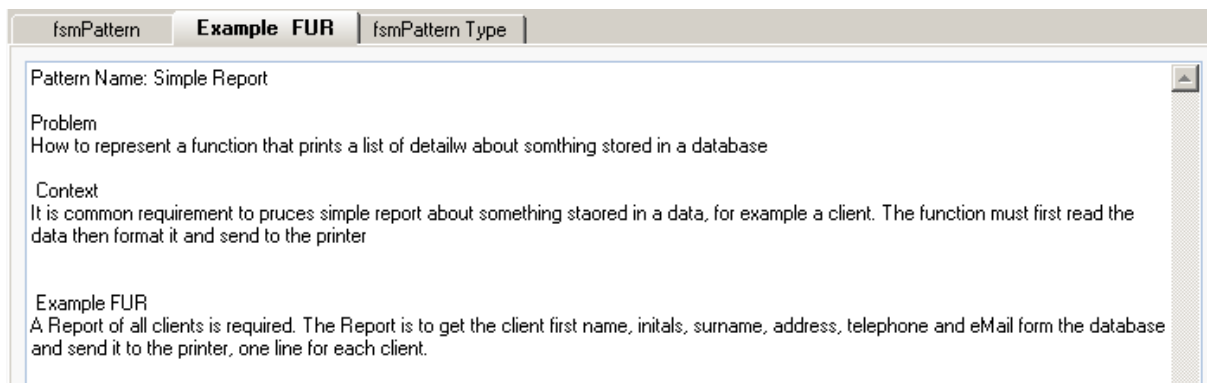 fsmPattern Example FUR fsmPattern Type
Pattern Name: Simple Report
Problem
How to represent a function that prints a list of detailw about somthing stored in a database
Context
It is common requirement to pruces simple report about something staored in a data, for example a client. The function must first read the
data then format it and send to the printer
Example FUR
A Report of all clients is required. The Report is to get the client first name, initals, surname, address, telephone and eMail form the database
and send it to the printer, one line for each client.